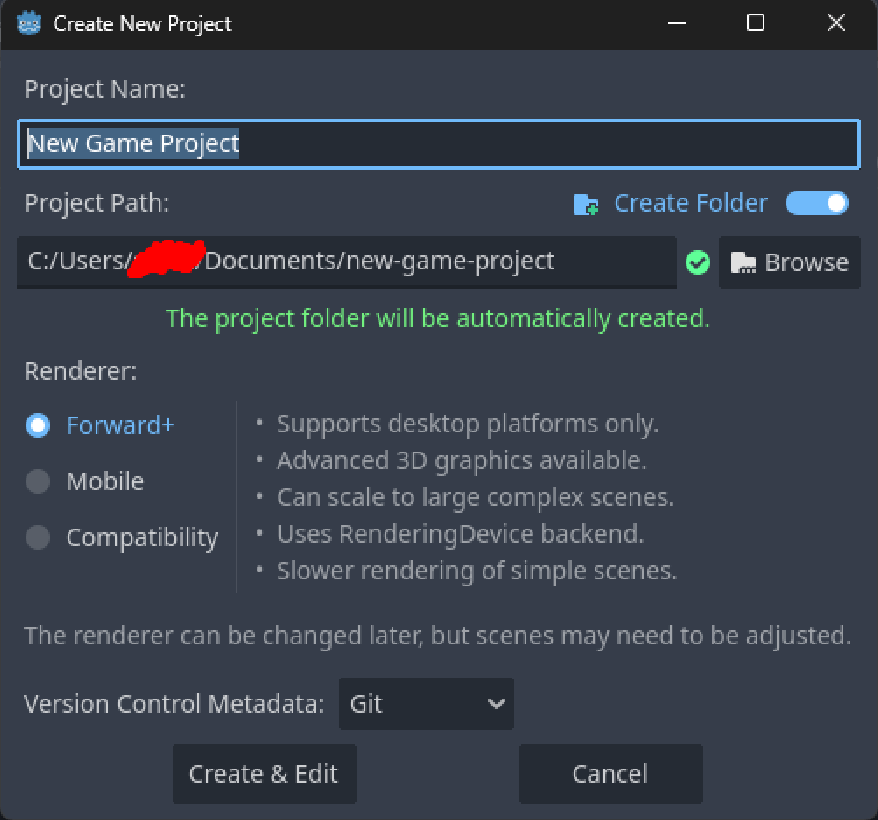 Create New Project
Project Name:
New Game Project
Project Path:
Create Folder
C:/Users/ /Documents/new-game-project
Browse
The project folder will be automatically created.
Renderer:
Forward+
Mobile
Compatibility
• Supports desktop platforms only.
• Advanced 3D graphics available.
• Can scale to large complex scenes.
• Uses RenderingDevice backend.
• Slower rendering of simple scenes.
The renderer can be changed later, but scenes may need to be adjusted.
Version Control Metadata:
Git
Create & Edit
Cancel